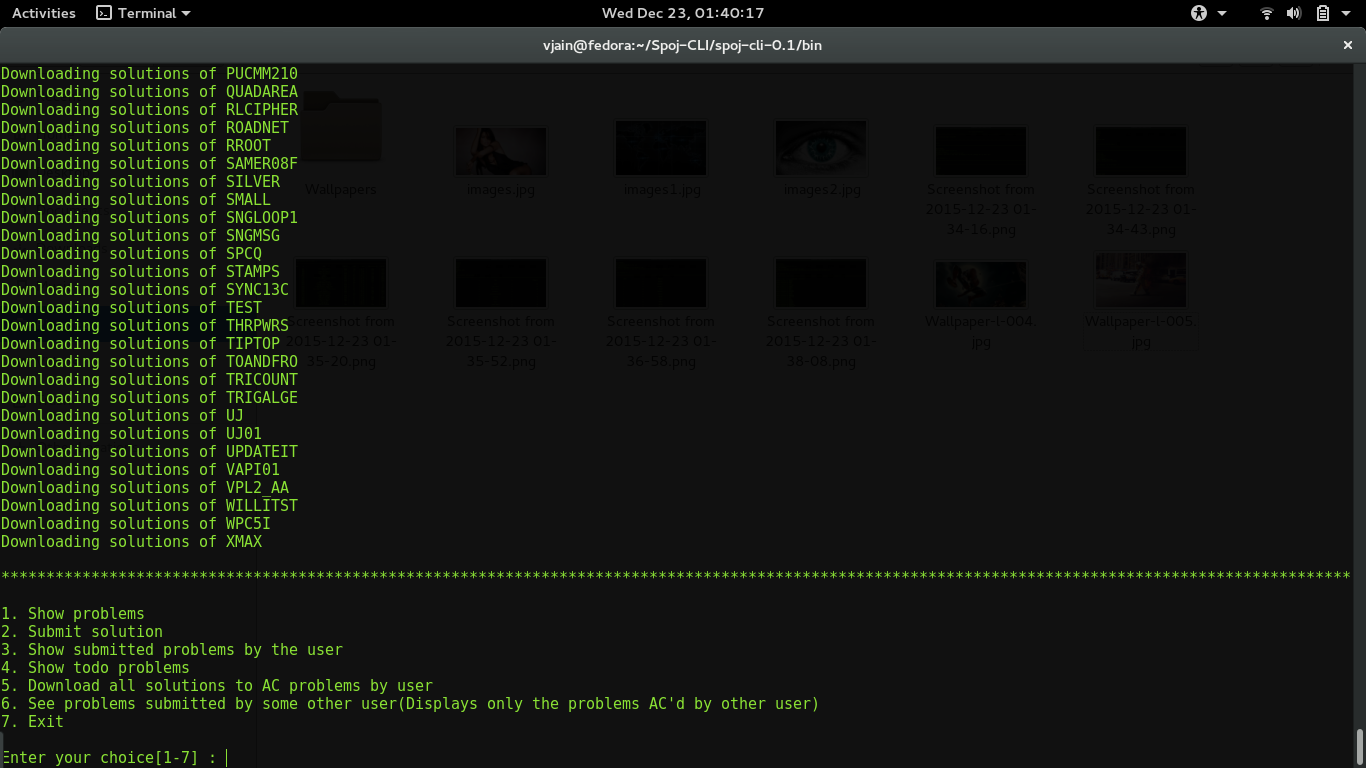 Activities Terminal Wed Dec 23, 01:40:17
vjain@fedora:~/Spoj-CLI/spoj-cli-0.1/bin ×
Downloading solutions of PUCMM210
Downloading solutions of QUADAREA
Downloading solutions of RLCIPHER
Downloading solutions of ROADNET
Downloading solutions of RROOT
Downloading solutions of SAMER08F
Downloading solutions of SILVER
Downloading solutions of SMALL
Downloading solutions of SNGLOOP1
Downloading solutions of SNGMSG
Downloading solutions of SPCQ
Downloading solutions of STAMPS
Downloading solutions of SYNC13C
Downloading solutions of TEST
Downloading solutions of THRPWRS
Downloading solutions of TIPTOP
Downloading solutions of TOANDFRO
Downloading solutions of TRICOUNT
Downloading solutions of TRIGALGE
Downloading solutions of UJ
Downloading solutions of UJ01
Downloading solutions of UPDATEIT
Downloading solutions of VAPI01
Downloading solutions of VPL2_AA
Downloading solutions of WILLITST
Downloading solutions of WPC5I
Downloading solutions of XMAX
******************************************************************************************************************************************************
1. Show problems
2. Submit solution
3. Show submitted problems by the user
4. Show todo problems
5. Download all solutions to AC problems by user
6. See problems submitted by some other user(Displays only the problems AC'd by other user)
7. Exit
Enter your choice[1-7] :
Wallpapers images.jpg images1.jpg images2.jpg
Screenshot from
2015-12-23 01-
34-16.png
Screenshot from
2015-12-23 01-
34-43.png
Screenshot from
2015-12-23 01-
35-20.png
Screenshot from
2015-12-23 01-
35-52.png
Screenshot from
2015-12-23 01-
36-58.png
Screenshot from
2015-12-23 01-
38-08.png
Wallpaper-l-004.
jpg
Wallpaper-l-005.
jpg